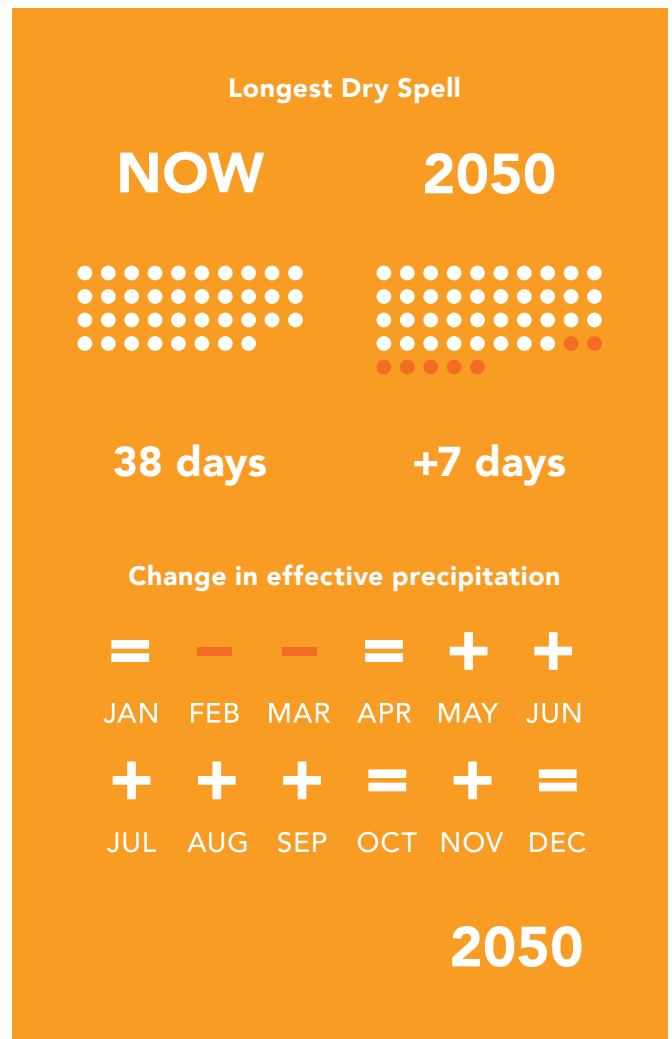 Longest Dry Spell
NOW 2050
38 days +7 days
Change in effective precipitation
= − − = + +
JAN FEB MAR APR MAY JUN
+ + + = + =
JUL AUG SEP OCT NOV DEC
2050